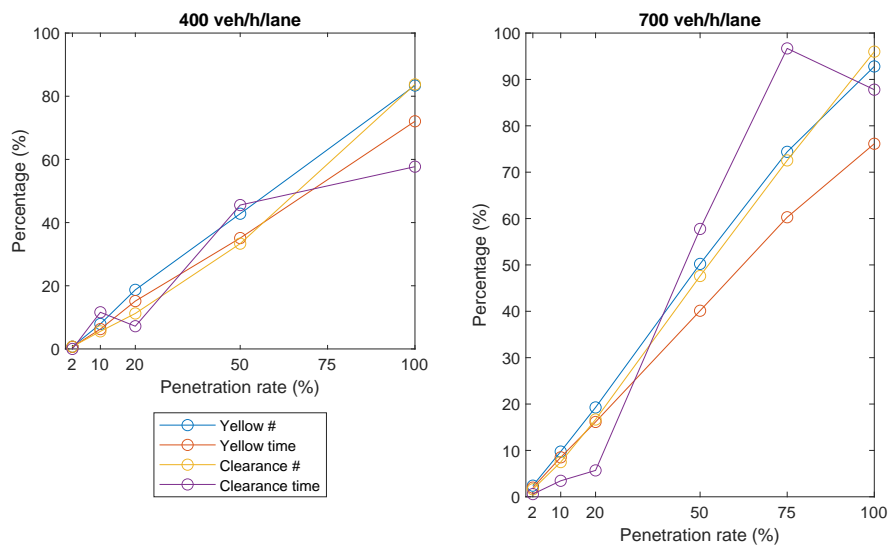 400 veh/h/lane
100
80
60
40
20
0
Percentage (%)
2 10 20 50 75 100
Penetration rate (%)
Yellow #
Yellow time
Clearance #
Clearance time
700 veh/h/lane
100
90
80
70
60
50
40
30
20
10
0
Percentage (%)
2 10 20 50 75 100
Penetration rate (%)